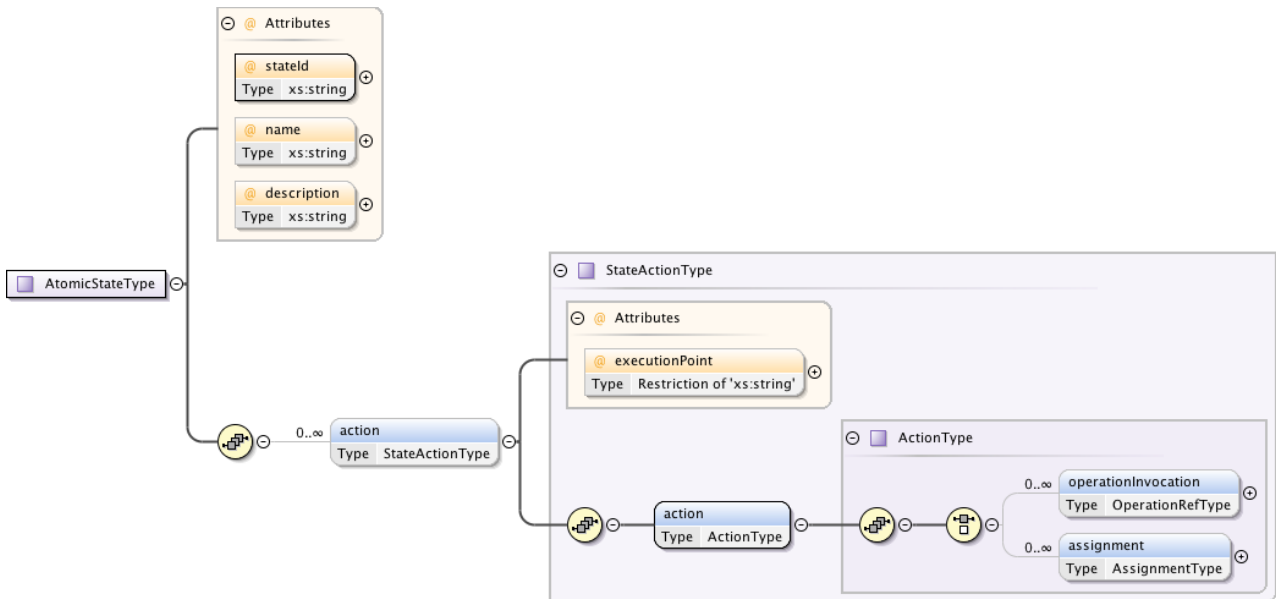 @ Attributes
@ stateId
Type xs:string
@ name
Type xs:string
@ description
Type xs:string
AtomicStateType
StateActionType
@ Attributes
@ executionPoint
Type Restriction of 'xs:string'
0..∞ action
Type StateActionType
ActionType
0..∞ operationInvocation
Type OperationRefType
action
Type ActionType
0..∞ assignment
Type AssignmentType